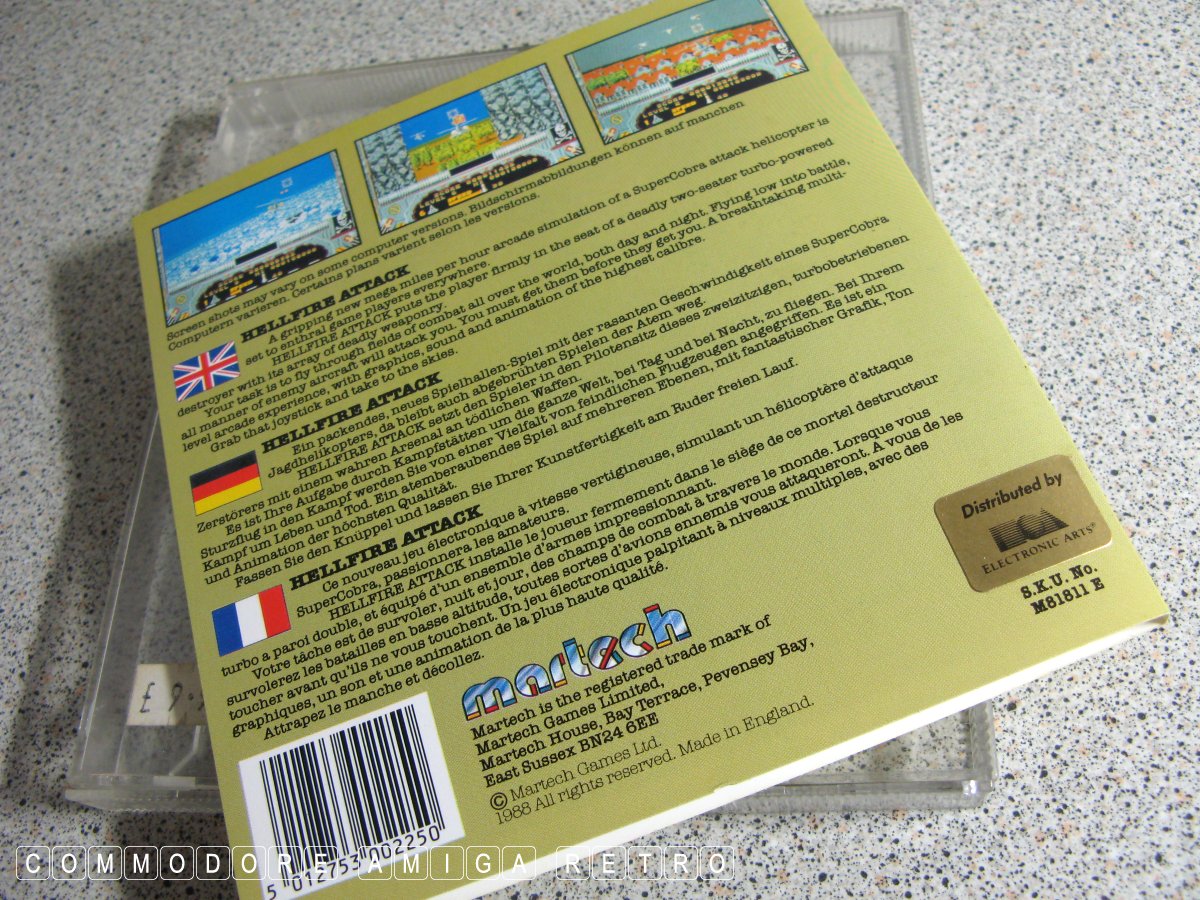 Screen shots may vary on some computer versions. Bildschirmabbildungen können auf manchen
Computern varieren. Certains plans varient selon les versions.
HELLFIRE ATTACK
A gripping new mega miles per hour arcade simulation of a SuperCobra attack helicopter is
set to enthral game players everywhere.
HELLFIRE ATTACK puts the player firmly in the seat of a deadly two-seater turbo-powered
destroyer with its array of deadly weaponry.
Your task is to fly through fields of combat all over the world, both day and night. Flying low into battle,
all manner of enemy aircraft will attack you. You must get them before they get you. A breathtaking multi-
level arcade experience, with graphics, sound and animation of the highest calibre.
Grab that joystick and take to the skies.
HELLFIRE ATTACK
Ein packendes, neues Spielhallen-Spiel mit der rasanten Geschwindigkeit eines SuperCobra
Jagdhelikopters, da bleibt auch abgebrühten Spielen der Atem weg.
HELLFIRE ATTACK setzt den Spieler in den Pilotensitz dieses zweizitzigen, turbobetriebenen
Zerstörers mit einem wahren Arsenal an tödlichen Waffen.
Es ist Ihre Aufgabe durch Kampfstätten um die ganze Welt, bei Tag und bei Nacht, zu fliegen. Bei Ihrem
Sturzflug in den Kampf werden Sie von einer Vielfalt von feindlichen Flugzeugen angegriffen. Es ist ein
Kampf um Leben und Tod. Ein atemberaubendes Spiel auf mehreren Ebenen, mit fantastischer Grafik, Ton
und Animation der höchsten Qualität.
Fassen Sie den Knüppel und lassen Sie Ihrer Kunstfertigkeit am Ruder freien Lauf.
HELLFIRE ATTACK
Ce nouveau jeu électronique à vitesse vertigineuse, simulant un hélicoptère d'attaque
SuperCobra, passionnera les amateurs.
HELLFIRE ATTACK installe le joueur fermement dans le siège de ce mortel destructeur
turbo a paroi double, et équipé d'un ensemble d'armes impressionnant.
Votre tâche est de survoler, nuit et jour, des champs de combat à travers le monde. Lorsque vous
survolerez les batailles en basse altitude, toutes sortes d'avions ennemis vous attaqueront. A vous de les
toucher avant qu'ils ne vous touchent. Un jeu électronique palpitant à niveaux multiples, avec des
graphiques, un son et une animation de la plus haute qualité.
Attrapez le manche et décollez.
Distributed by
ELECTRONIC ARTS®
S.K.U. No.
M81811 E
martech
Martech is the registered trade mark of
Martech Games Limited,
Martech House, Bay Terrace, Pevensey Bay,
East Sussex BN24 6EE
© Martech Games Ltd.
1988 All rights reserved. Made in England.
5 012753 002250
COMMODORE AMIGA RETRO